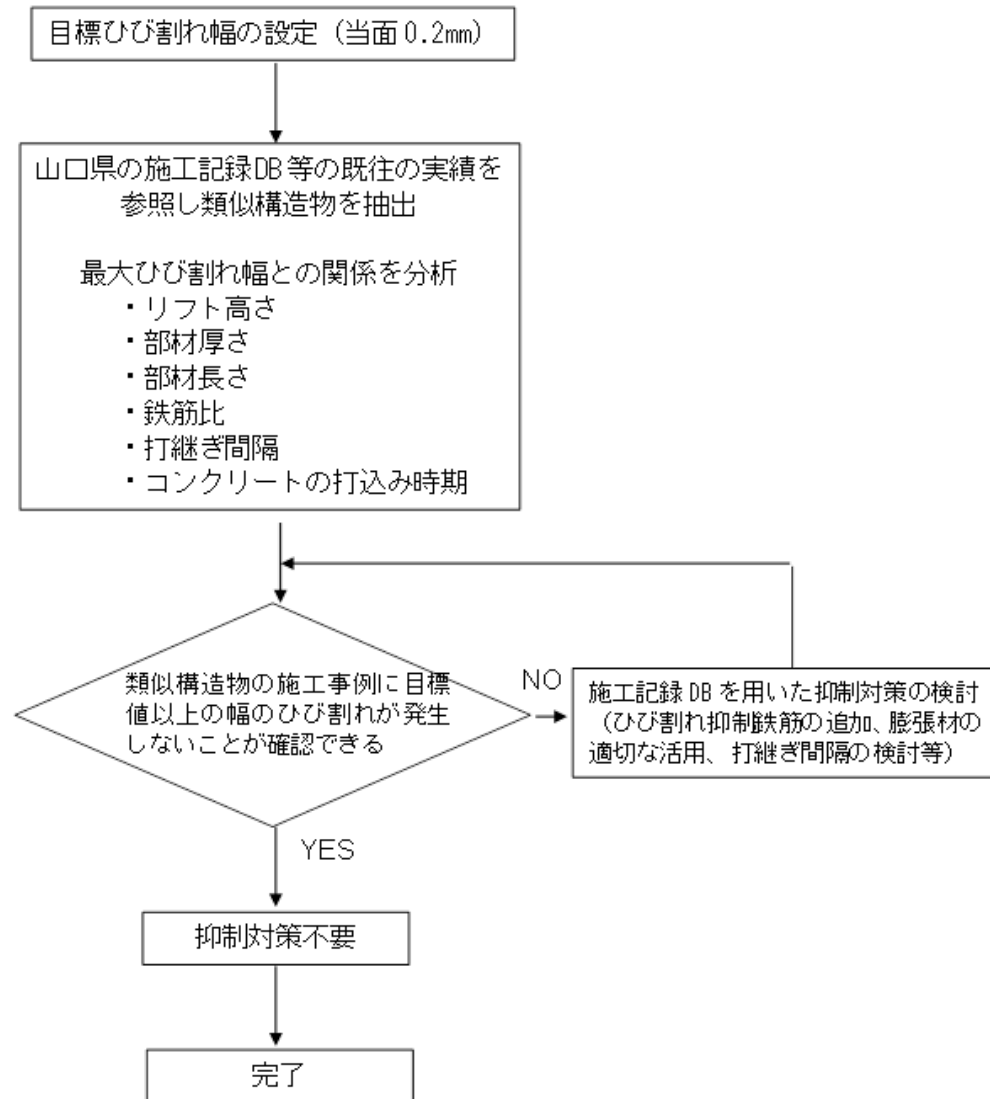 目標ひび割れ幅の設定（当面0.2mm）
山口県の施工記録DB等の既往の実績を
参照し類似構造物を抽出
最大ひび割れ幅との関係を分析
・リフト高さ
・部材厚さ
・部材長さ
・鉄筋比
・打継ぎ間隔
・コンクリートの打込み時期
類似構造物の施工事例に目標
値以上の幅のひび割れが発生
しないことが確認できる
NO
施工記録DBを用いた抑制対策の検討
（ひび割れ抑制鉄筋の追加、膨張材の
適切な活用、打継ぎ間隔の検討等）
YES
抑制対策不要
完了